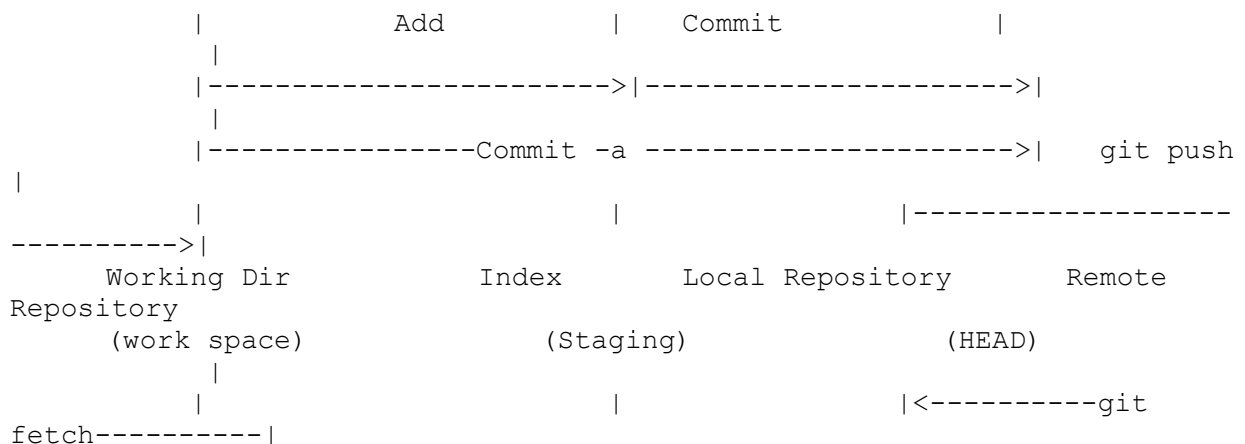 | Add | Commit |
|
|------------------------>|---------------------->|
|
|----------------Commit -a ---------------------->| git push
|
| | |-------------------
---------->|
Working Dir Index Local Repository Remote
Repository
(work space) (Staging) (HEAD)
|
| | |<----------git
fetch----------|